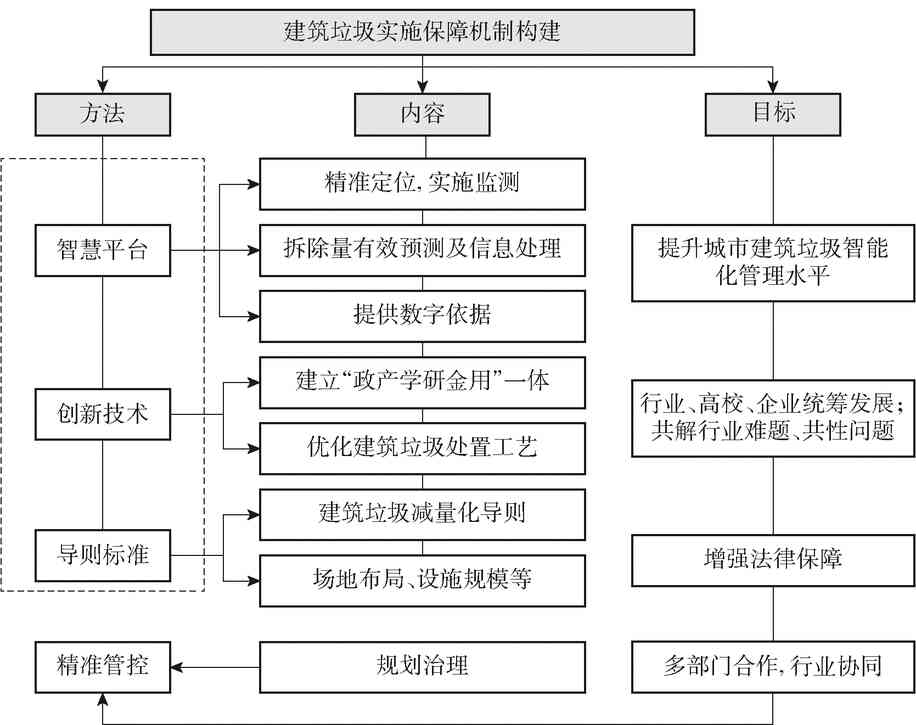 建筑垃圾实施保障机制构建
方法
内容
目标
精准定位,实施监测
智慧平台
拆除量有效预测及信息处理
提升城市建筑垃圾智能
化管理水平
提供数字依据
建立“政产学研金用”一体
创新技术
行业、高校、企业统筹发展;
共解行业难题、共性问题
优化建筑垃圾处置工艺
建筑垃圾减量化导则
导则标准
增强法律保障
场地布局、设施规模等
精准管控
规划治理
多部门合作,行业协同